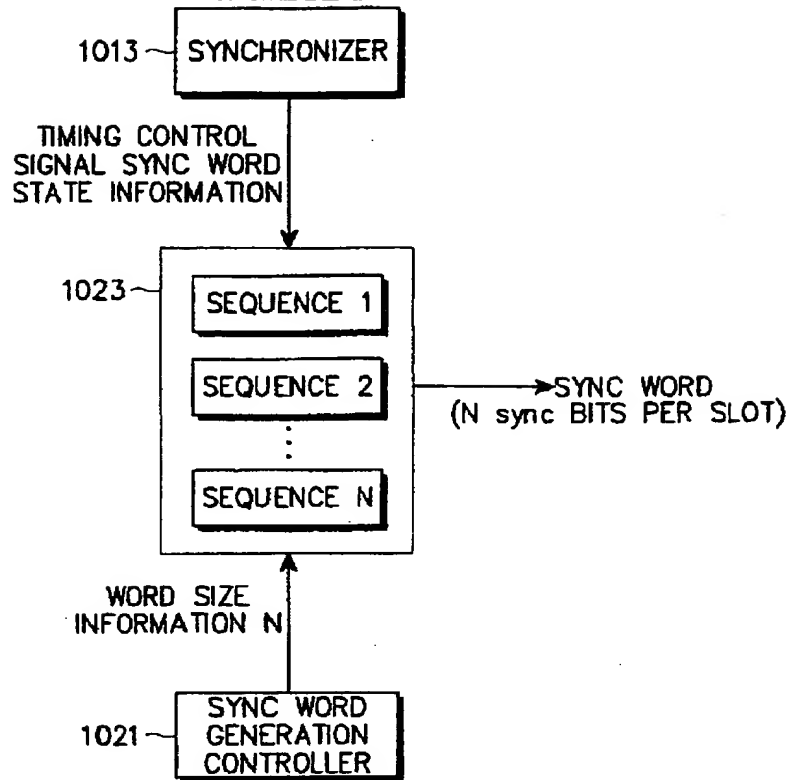 1013
SYNCHRONIZER
TIMING CONTROL
SIGNAL SYNC WORD
STATE INFORMATION
1023
SEQUENCE 1
SEQUENCE 2
SEQUENCE N
SYNC WORD
(N sync BITS PER SLOT)
WORD SIZE
INFORMATION N
1021
SYNC WORD
GENERATION
CONTROLLER